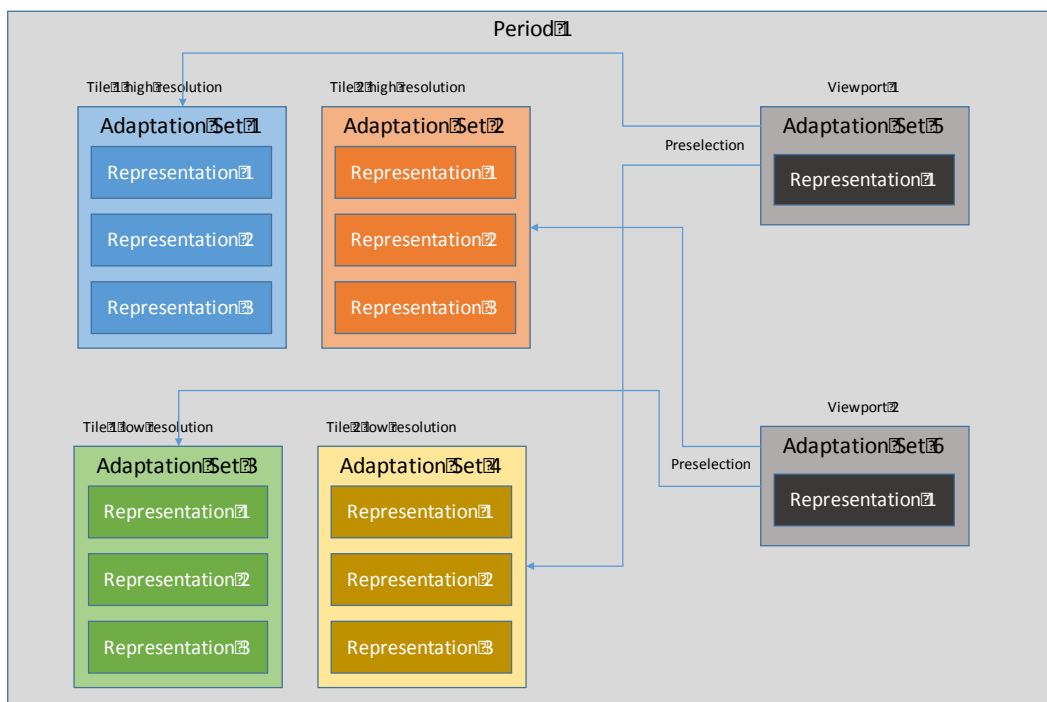 Period⍰1
Tile⍰1⍰high⍰resolution
Adaptation⍰Set⍰1
Representation⍰1
Representation⍰2
Representation⍰3
Tile⍰2⍰high⍰resolution
Adaptation⍰Set⍰2
Representation⍰1
Representation⍰2
Representation⍰3
Viewport⍰1
Adaptation⍰Set⍰5
Representation⍰1
Preselection
Tile⍰1⍰low⍰resolution
Adaptation⍰Set⍰3
Representation⍰1
Representation⍰2
Representation⍰3
Tile⍰2⍰low⍰resolution
Adaptation⍰Set⍰4
Representation⍰1
Representation⍰2
Representation⍰3
Viewport⍰2
Adaptation⍰Set⍰6
Representation⍰1
Preselection